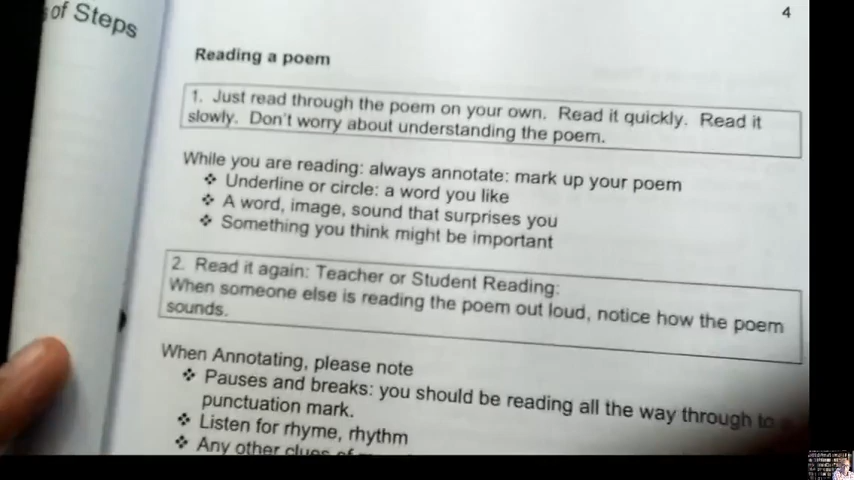 of Steps
4
Reading a poem
1. Just read through the poem on your own. Read it quickly. Read it
slowly. Don't worry about understanding the poem.
While you are reading: always annotate: mark up your poem
❖ Underline or circle: a word you like
❖ A word, image, sound that surprises you
❖ Something you think might be important
2. Read it again: Teacher or Student Reading:
When someone else is reading the poem out loud, notice how the poem
sounds.
When Annotating, please note
❖ Pauses and breaks: you should be reading all the way through to
punctuation mark.
❖ Listen for rhyme, rhythm
❖ Any other clues of